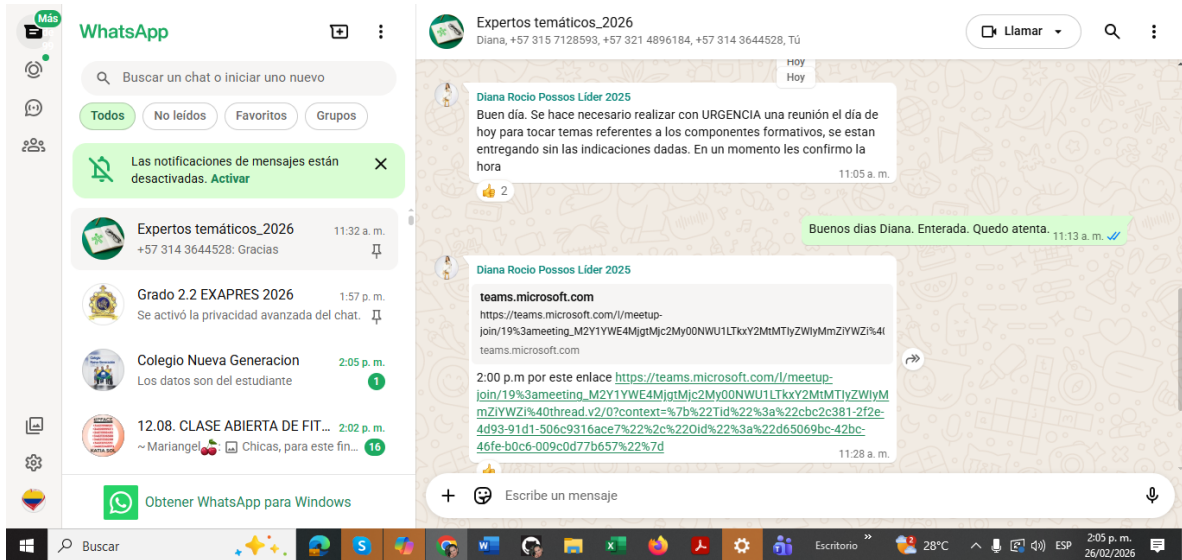 Más
WhatsApp
Buscar un chat o iniciar uno nuevo
Todos
No leídos
Favoritos
Grupos
Las notificaciones de mensajes están
desactivadas. Activar
Expertos temáticos_2026
11:32 a. m.
+57 314 3644528: Gracias
Grado 2.2 EXAPRES 2026
1:57 p. m.
Se activó la privacidad avanzada del chat.
Colegio Nueva Generacion
2:05 p. m.
Los datos son del estudiante
1
12.08. CLASE ABIERTA DE FIT...
2:02 p. m.
~ Mariangel🍒: Chicas, para este fin...
16
Obtener WhatsApp para Windows
Expertos temáticos_2026
Diana, +57 315 7128593, +57 321 4896184, +57 314 3644528, Tú
Llamar
Hoy
Hoy
Diana Rocio Possos Líder 2025
Buen día. Se hace necesario realizar con URGENCIA una reunión el día de
hoy para tocar temas referentes a los componentes formativos, se estan
entregando sin las indicaciones dadas. En un momento les confirmo la
hora
11:05 a. m.
👍 2
Buenos dias Diana. Enterada. Quedo atenta.
11:13 a. m.
Diana Rocio Possos Líder 2025
teams.microsoft.com
https://teams.microsoft.com/l/meetup-
join/19%3ameeting_M2Y1YWE4MjgtMjc2My00NWU1LTkxY2MtMTIyZWIyMmZiYWZi%4(
teams.microsoft.com
2:00 p.m por este enlace https://teams.microsoft.com/l/meetup-
join/19%3ameeting_M2Y1YWE4MjgtMjc2My00NWU1LTkxY2MtMTIyZWIyM
mZiYWZi%40thread.v2/0?context=%7b%22Tid%22%3a%22cbc2c381-2f2e-
4d93-91d1-506c9316ace7%22%2c%22Oid%22%3a%22d65069bc-42bc-
46fe-b0c6-009c0d77b657%22%7d
11:28 a. m.
Escribe un mensaje
Buscar
Escritorio
28°C
ESP
2:05 p. m.
26/02/2026